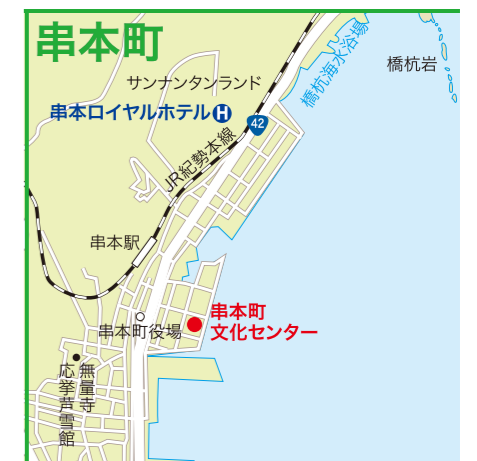 串本町
橋杭海水浴場
橋杭岩
サンナンタンランド
串本ロイヤルホテル H
42
JR紀勢本線
串本駅
串本町
文化センター
串本町役場
無量寺
応挙芦雪館